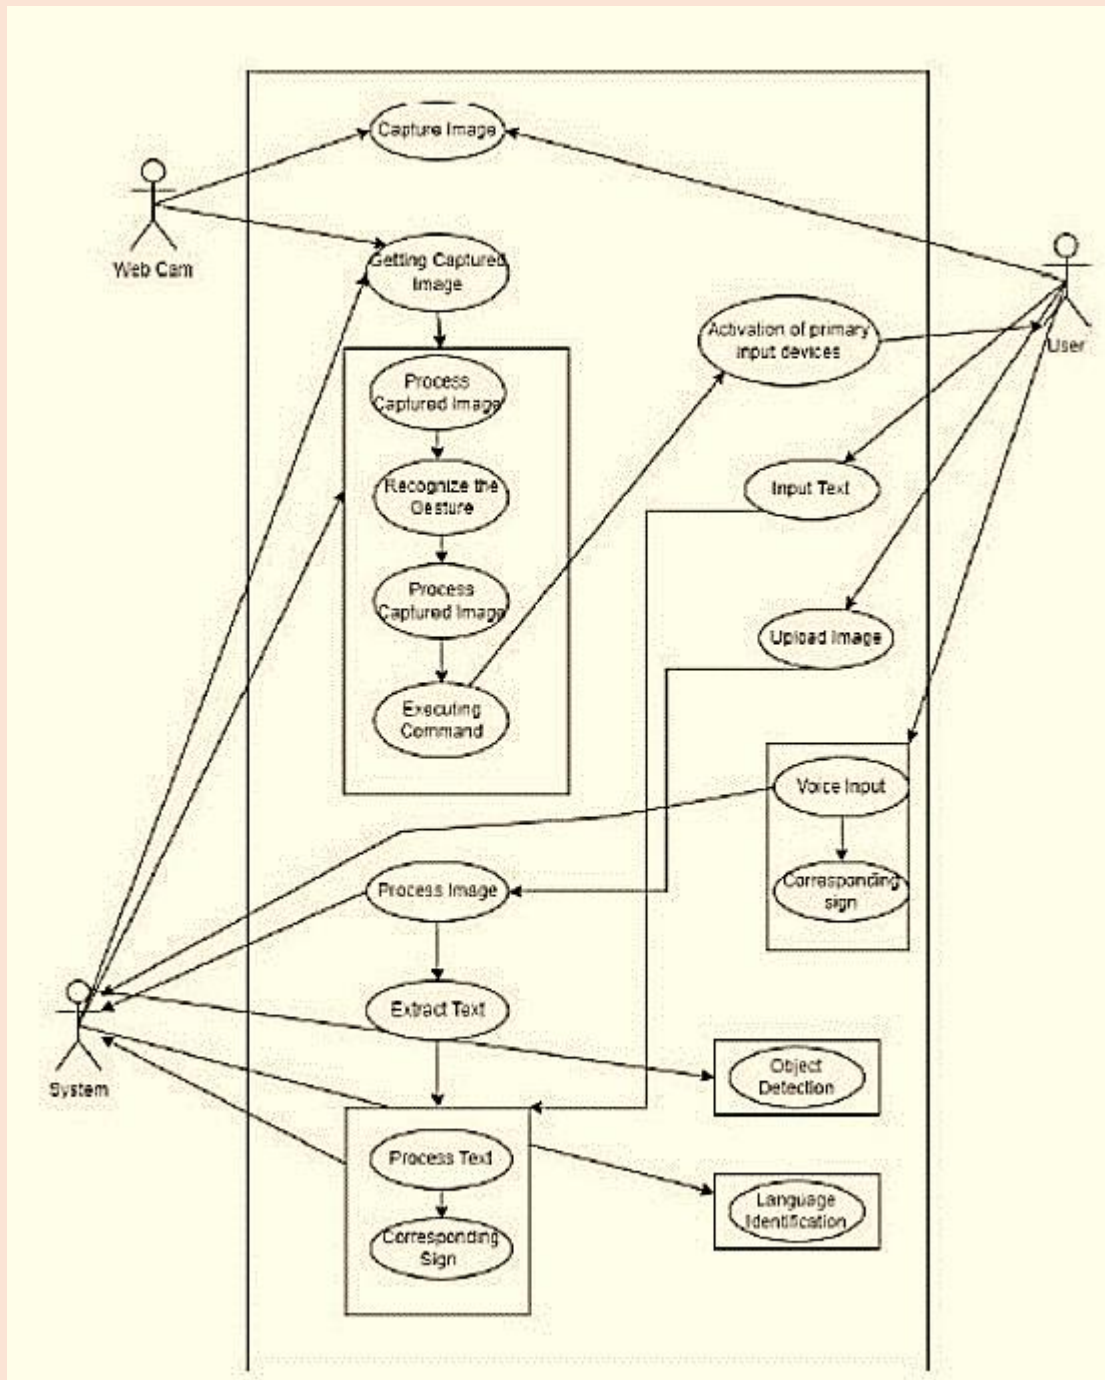 Capture Image
Web Cam
Getting Captured
Image
Activation of primary
input devices
User
Process
Captured Image
Recognize the
Gesture
Input Text
Process
Captured Image
Upload Image
Executing
Command
Voice Input
Process Image
Corresponding
sign
Extract Text
System
Object
Detection
Process Text
Language
Identification
Corresponding
Sign